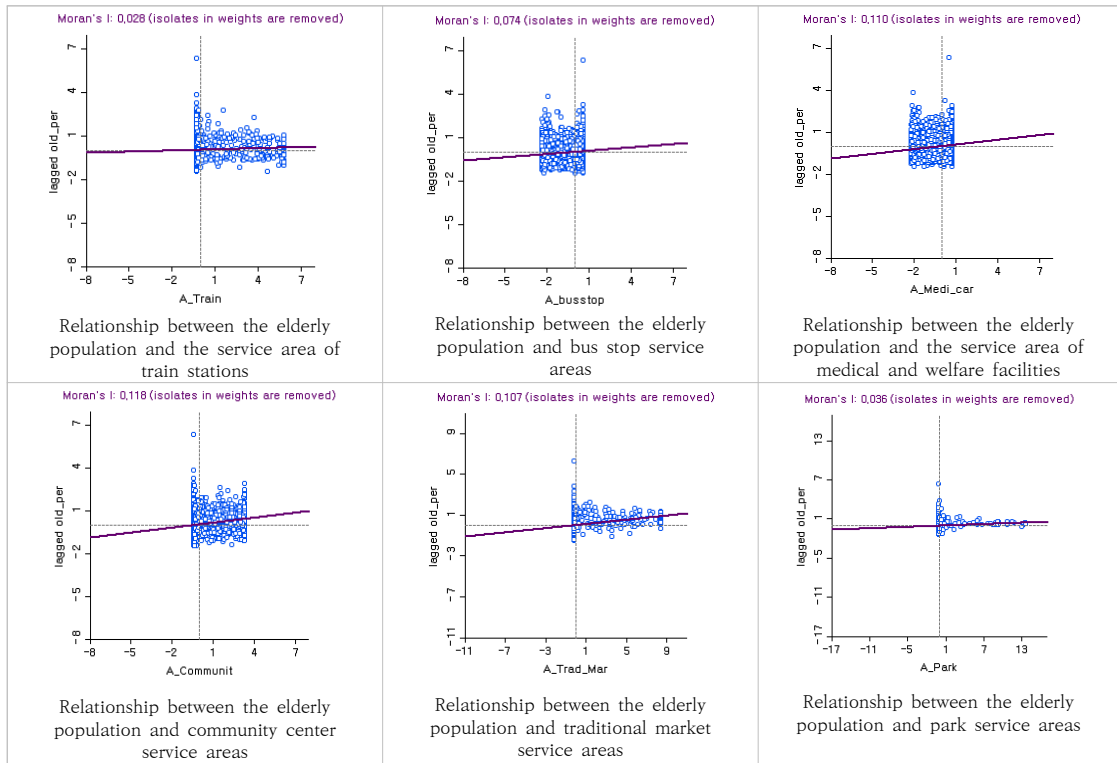 Moran's I: 0,028 (isolates in weights are removed)
7
4
1
-2
-5
-8
lagged old_per
-8 -5 -2 1 4 7
A_Train
Relationship between the elderly
population and the service area of
train stations
Moran's I: 0,074 (isolates in weights are removed)
7
4
1
-2
-5
-8
lagged old_per
-8 -5 -2 1 4 7
A_busstop
Relationship between the elderly
population and bus stop service
areas
Moran's I: 0,110 (isolates in weights are removed)
7
4
1
-2
-5
-8
lagged old_per
-8 -5 -2 1 4 7
A_Medi_car
Relationship between the elderly
population and the service area of
medical and welfare facilities
Moran's I: 0,118 (isolates in weights are removed)
7
4
1
-2
-5
-8
lagged old_per
-8 -5 -2 1 4 7
A_Communit
Relationship between the elderly
population and community center
service areas
Moran's I: 0,107 (isolates in weights are removed)
9
5
1
-3
-7
-11
lagged old_per
-11 -7 -3 1 5 9
A_Trad_Mar
Relationship between the elderly
population and traditional market
service areas
Moran's I: 0,036 (isolates in weights are removed)
13
7
1
-5
-11
-17
lagged old_per
-17 -11 -5 1 7 13
A_Park
Relationship between the elderly
population and park service areas